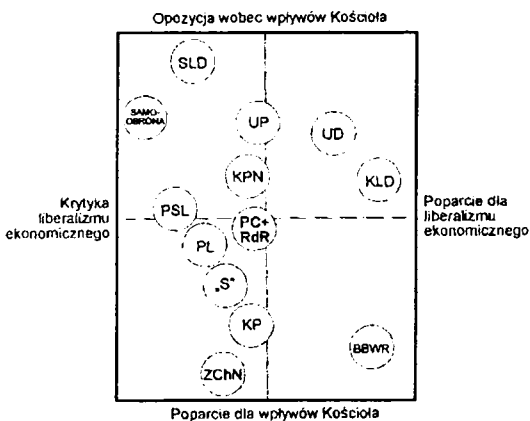 Opozycja wobec wpływów Kościoła
SLD
SAMO-
OBRONA
UP
UD
KPN
KLD
Krytyka
liberalizmu
ekonomicznego
PSL
PC+
RdR
Poparcie dla
liberalizmu
ekonomicznego
PL
„S"
KP
BBWR
ZChN
Poparcie dla wpływów Kościoła